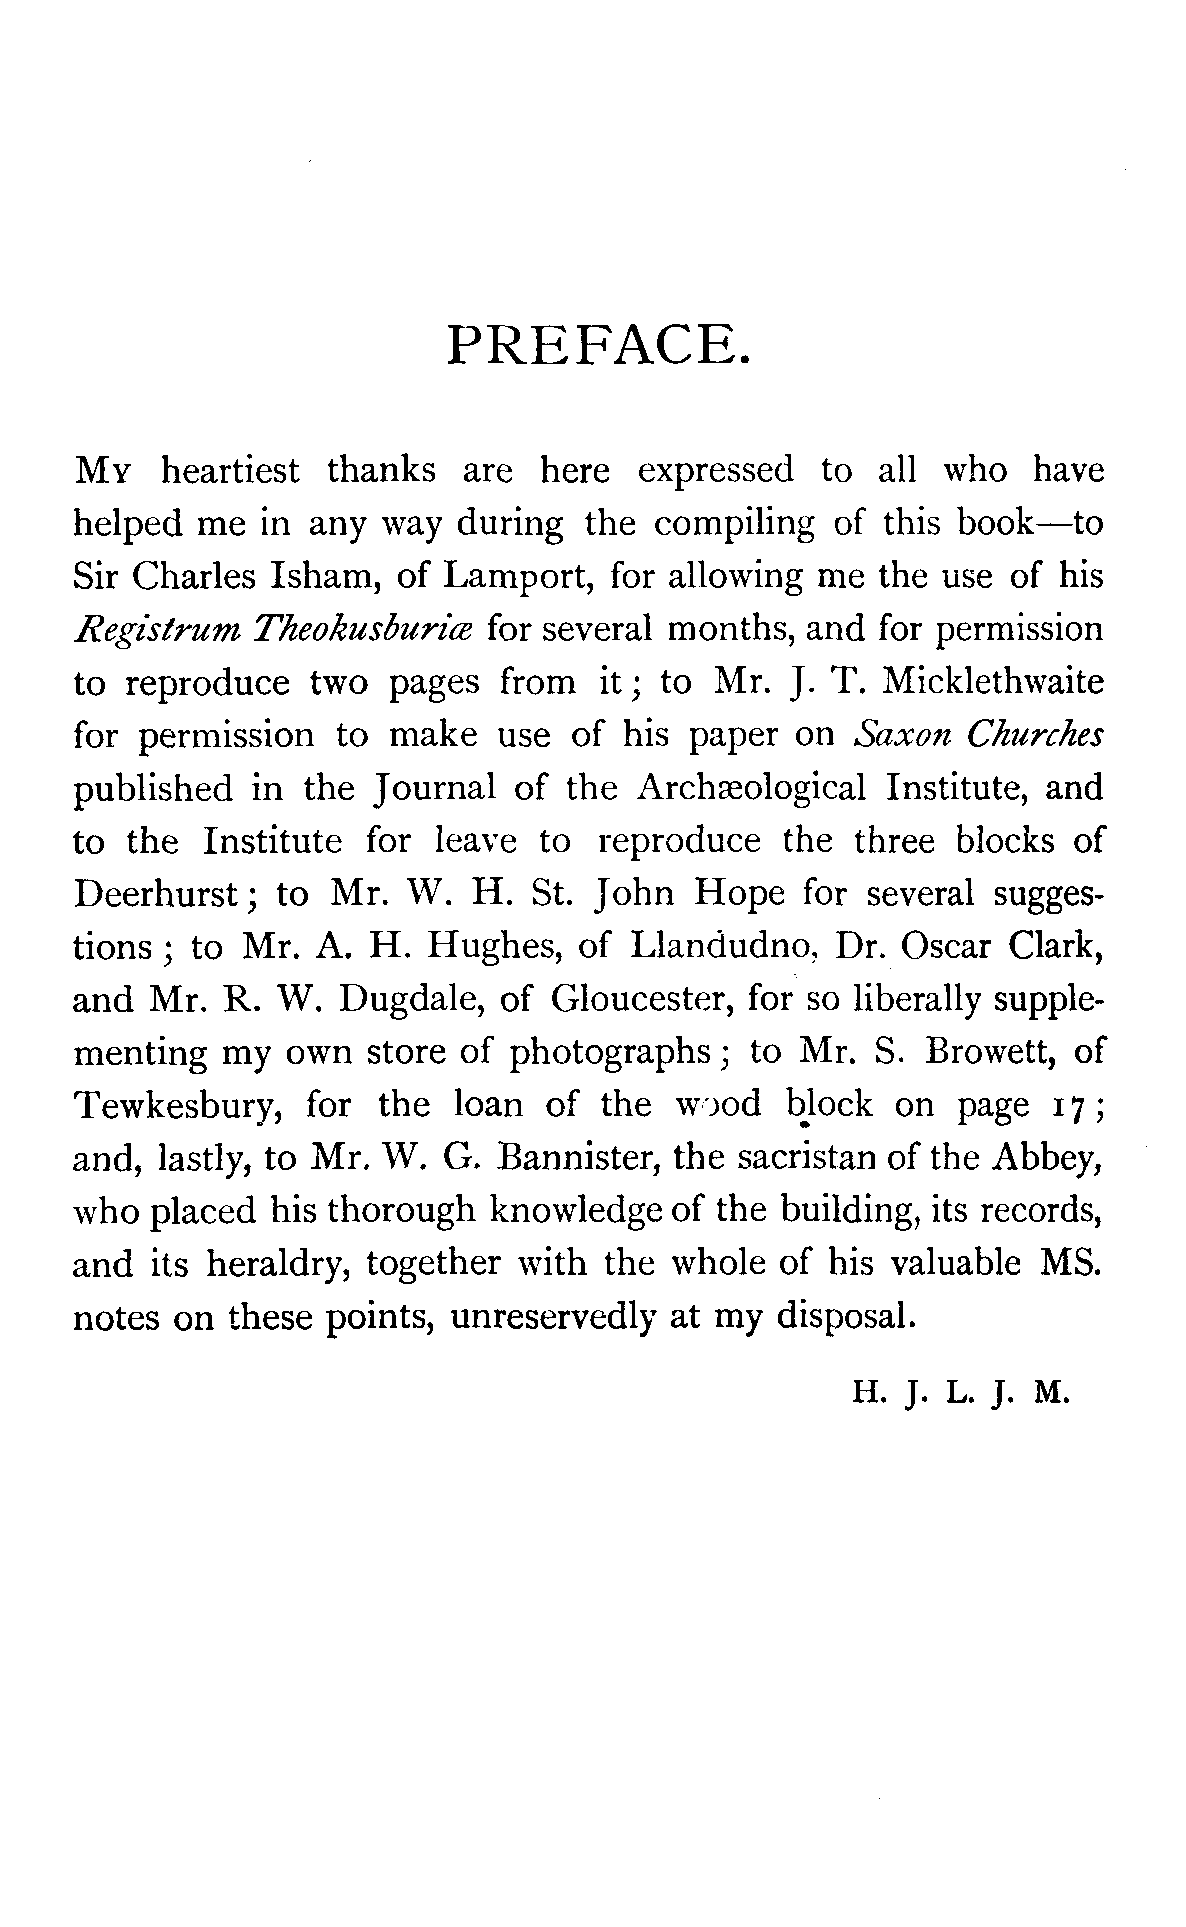 PREFACE.
My heartiest thanks are here expressed to all who have
helped me in any way during the compiling of this book—to
Sir Charles Isham, of Lamport, for allowing me the use of his
Registrum Theokusburiæ for several months, and for permission
to reproduce two pages from it; to Mr. J. T. Micklethwaite
for permission to make use of his paper on Saxon Churches
published in the Journal of the Archæological Institute, and
to the Institute for leave to reproduce the three blocks of
Deerhurst; to Mr. W. H. St. John Hope for several sugges-
tions; to Mr. A. H. Hughes, of Llandudno, Dr. Oscar Clark,
and Mr. R. W. Dugdale, of Gloucester, for so liberally supple-
menting my own store of photographs; to Mr. S. Browett, of
Tewkesbury, for the loan of the wood block on page 17;
and, lastly, to Mr. W. G. Bannister, the sacristan of the Abbey,
who placed his thorough knowledge of the building, its records,
and its heraldry, together with the whole of his valuable MS.
notes on these points, unreservedly at my disposal.
H. J. L. J. M.